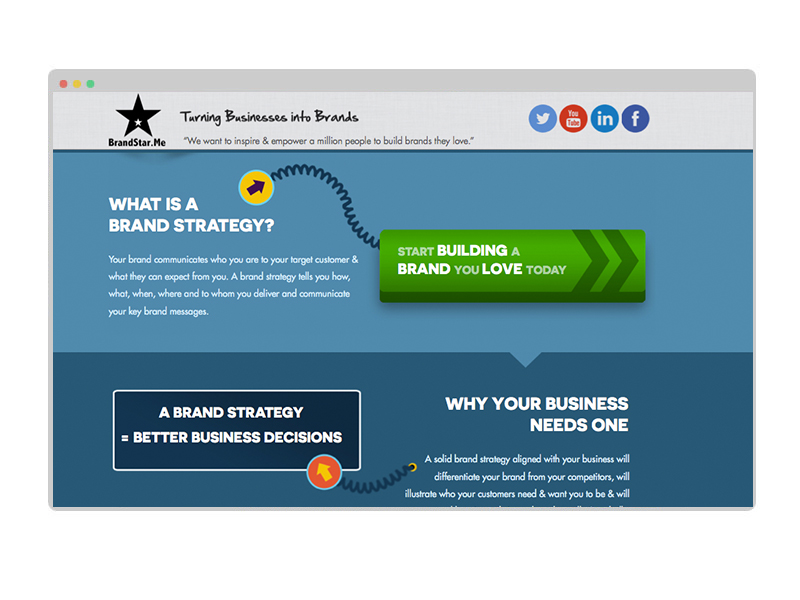 BrandStar.Me
Turning Businesses into Brands
"We want to inspire & empower a million people to build brands they love."
You
Tube
in
f
WHAT IS A
BRAND STRATEGY?
Your brand communicates who you are to your target customer &
what they can expect from you. A brand strategy tells you how,
what, when, where and to whom you deliver and communicate
your key brand messages.
START BUILDING A
BRAND YOU LOVE TODAY
A BRAND STRATEGY
= BETTER BUSINESS DECISIONS
WHY YOUR BUSINESS
NEEDS ONE
A solid brand strategy aligned with your business will
differentiate your brand from your competitors, will
illustrate who your customers need & want you to be & will